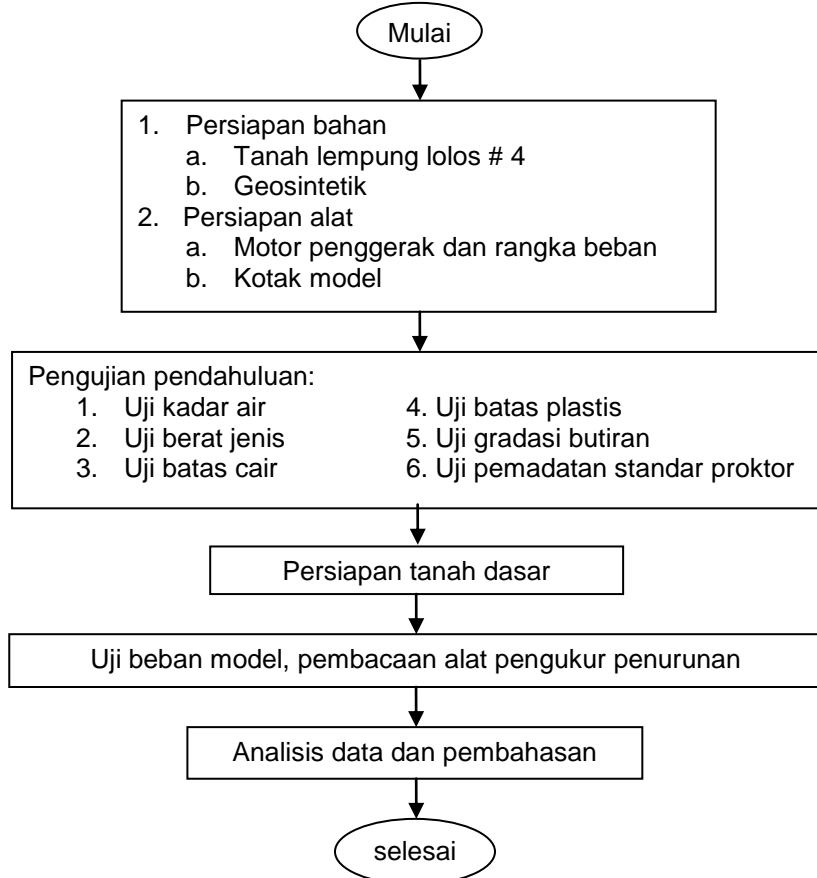 Mulai
1. Persiapan bahan
a. Tanah lempung lolos # 4
b. Geosintetik
2. Persiapan alat
a. Motor penggerak dan rangka beban
b. Kotak model
Pengujian pendahuluan:
1. Uji kadar air
2. Uji berat jenis
3. Uji batas cair
4. Uji batas plastis
5. Uji gradasi butiran
6. Uji pemadatan standar proktor
Persiapan tanah dasar
Uji beban model, pembacaan alat pengukur penurunan
Analisis data dan pembahasan
selesai